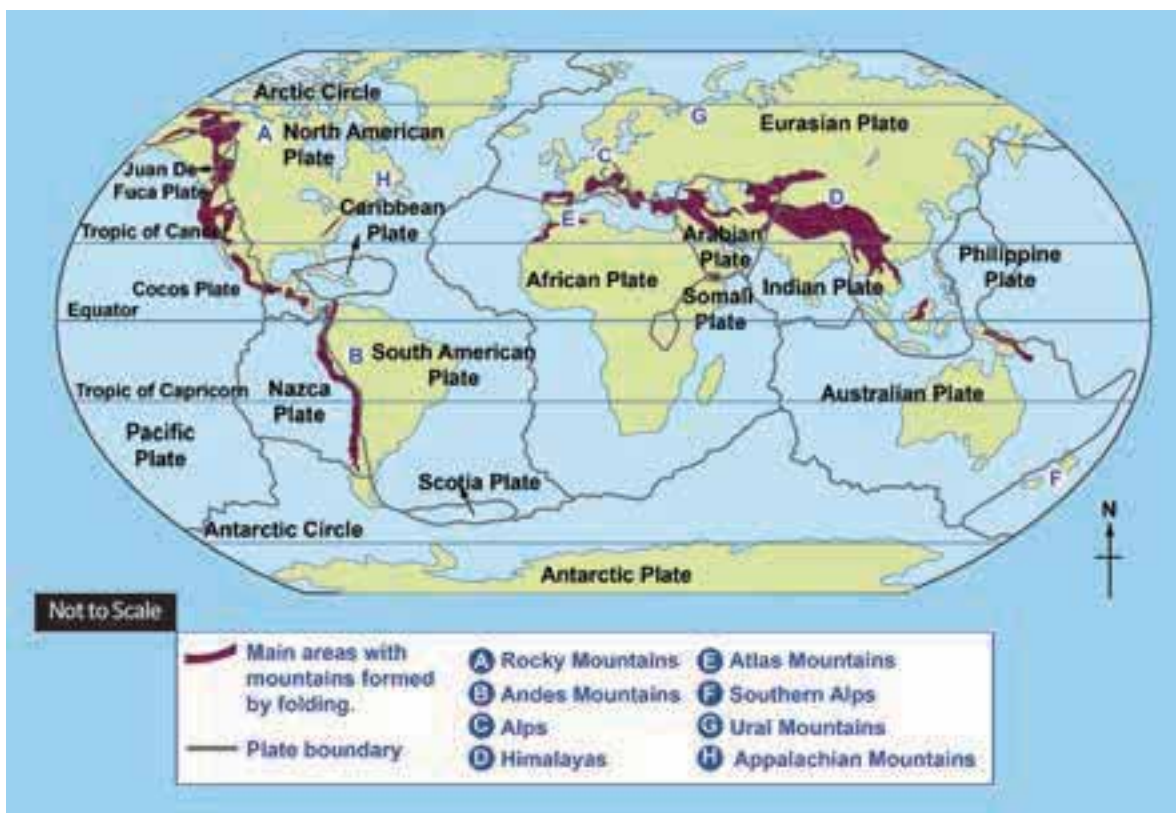 Arctic Circle
A
North American
Plate
G
Eurasian Plate
C
Juan De
Fuca Plate
H
Caribbean
Plate
D
E
Tropic of Cancer
Arabian
Plate
Philippine
Plate
African Plate
Cocos Plate
Somali
Plate
Indian Plate
Equator
B
South American
Plate
Tropic of Capricorn
Nazca
Plate
Australian Plate
Pacific
Plate
Scotia Plate
F
N
Antarctic Circle
Antarctic Plate
Not to Scale
Main areas with
mountains formed
by folding.
Plate boundary
A Rocky Mountains
B Andes Mountains
C Alps
D Himalayas
E Atlas Mountains
F Southern Alps
G Ural Mountains
H Appalachian Mountains